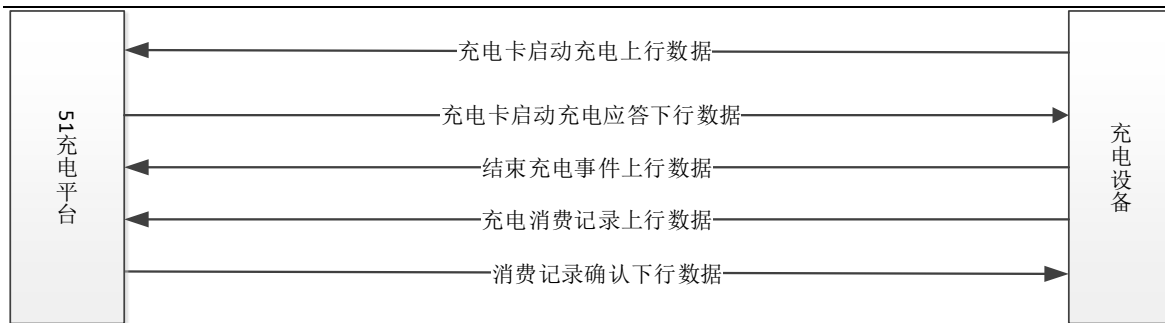 51充电平台
充电卡启动充电上行数据
充电卡启动充电应答下行数据
结束充电事件上行数据
充电消费记录上行数据
消费记录确认下行数据
充电设备